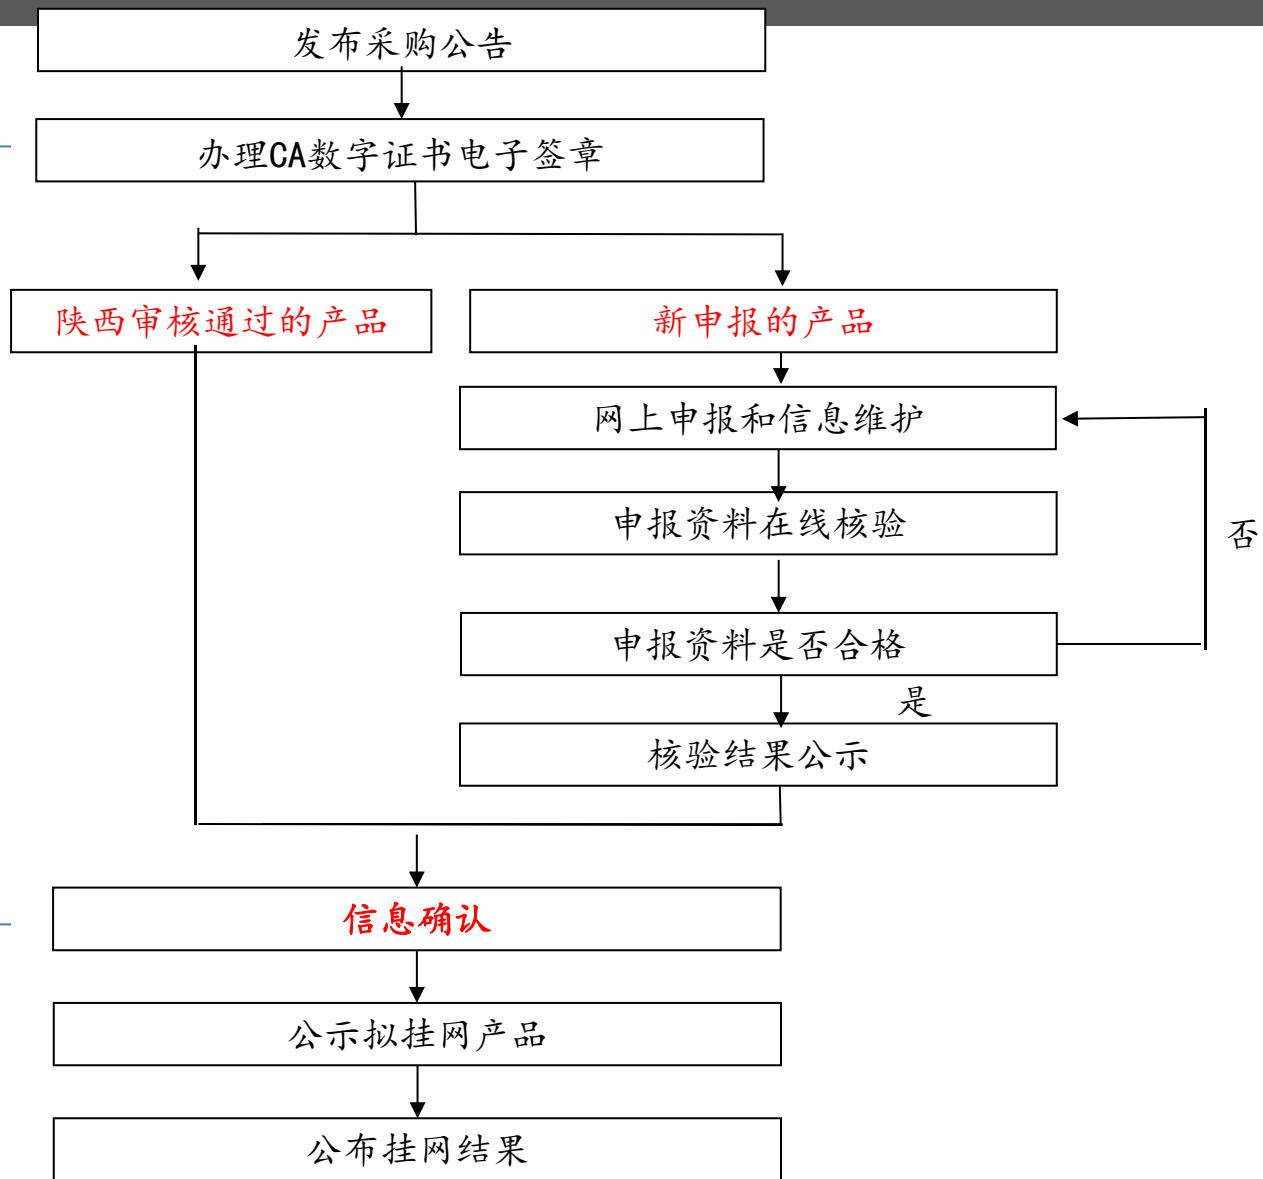 发布采购公告
办理CA数字证书电子签章
陕西审核通过的产品
新申报的产品
网上申报和信息维护
申报资料在线核验
否
申报资料是否合格
是
核验结果公示
信息确认
公示拟挂网产品
公布挂网结果